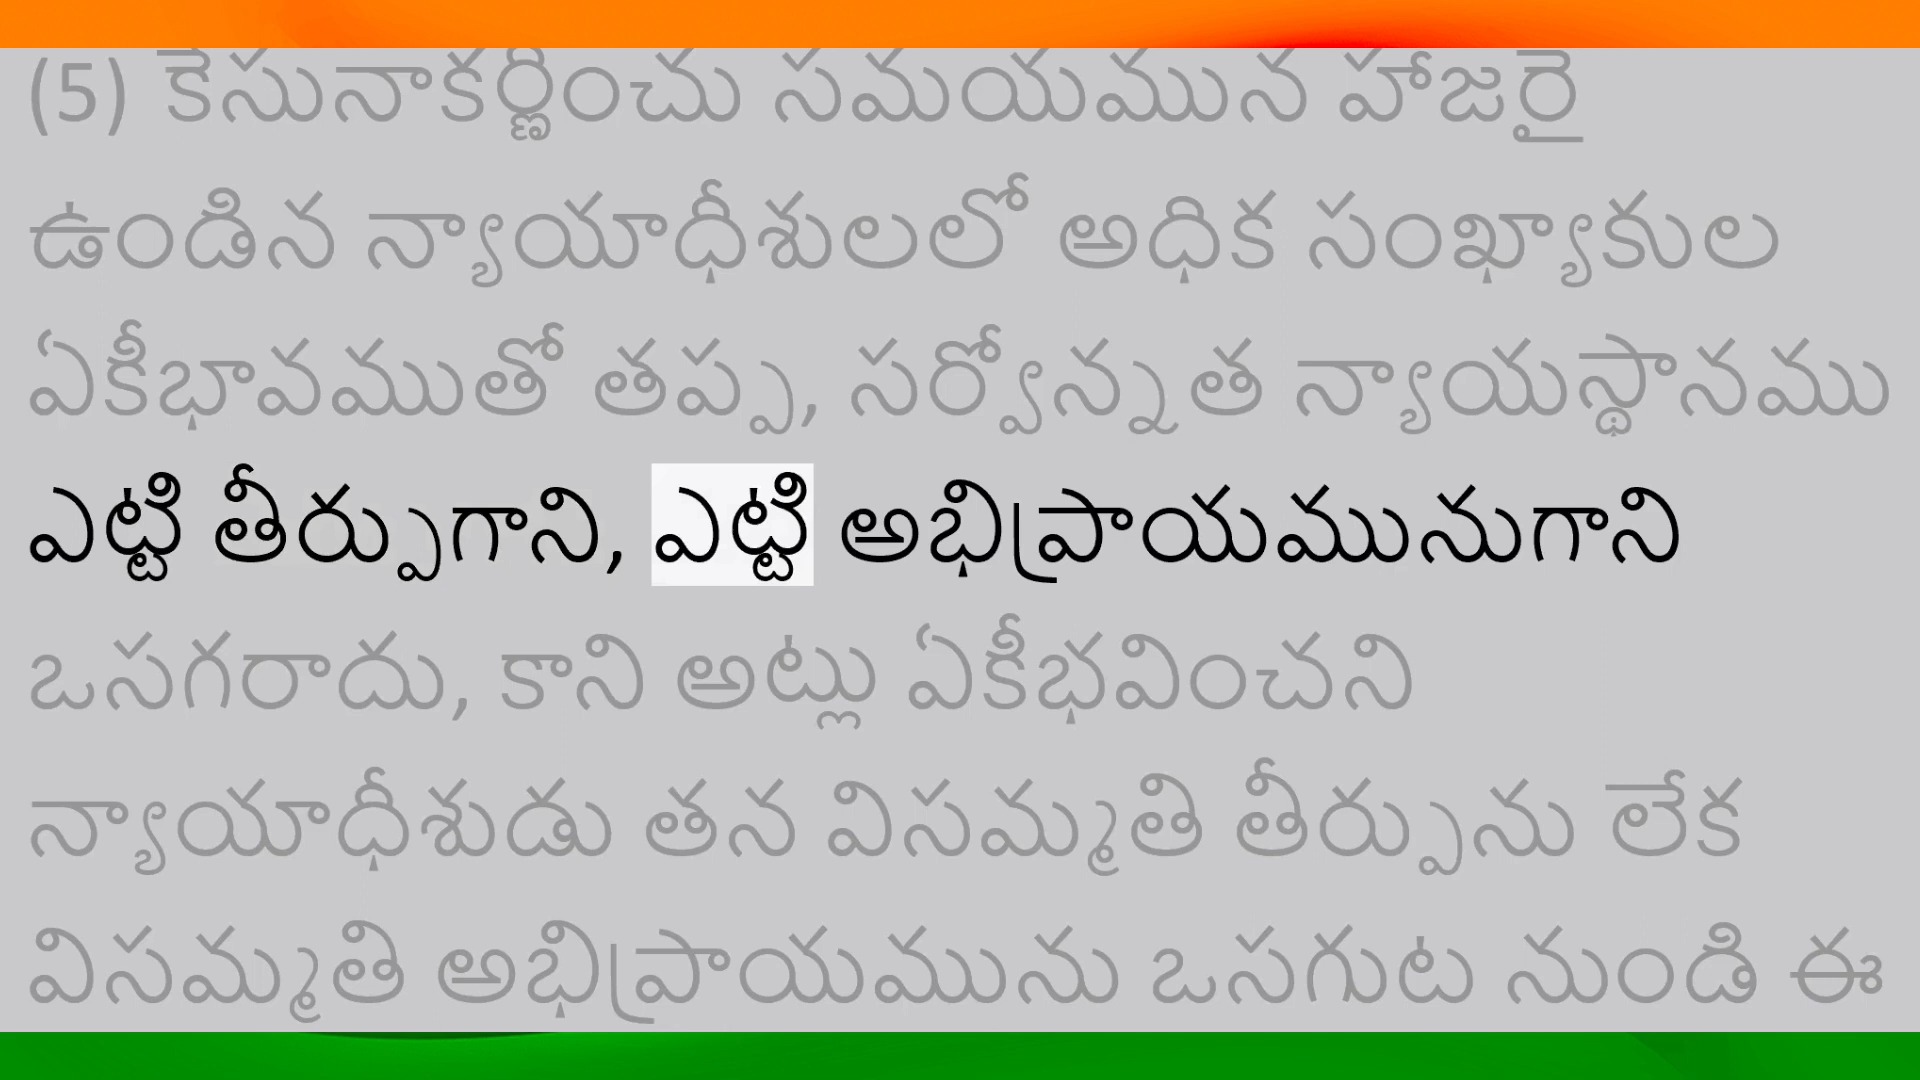 (5) కేసునాకర్ణించు సమయమున హాజరై
ఉండిన న్యాయాధీశులలో అధిక సంఖ్యాకుల
ఏకీభావముతో తప్ప, సర్వోన్నత న్యాయస్థానము
ఎట్టి తీర్పుగాని, ఎట్టి అభిప్రాయమునుగాని
ఒసగరాదు, కాని అట్లు ఏకీభవించని
న్యాయాధీశుడు తన విసమ్మతి తీర్పును లేక
విసమ్మతి అభిప్రాయమును ఒసగుట నుండి ఈ